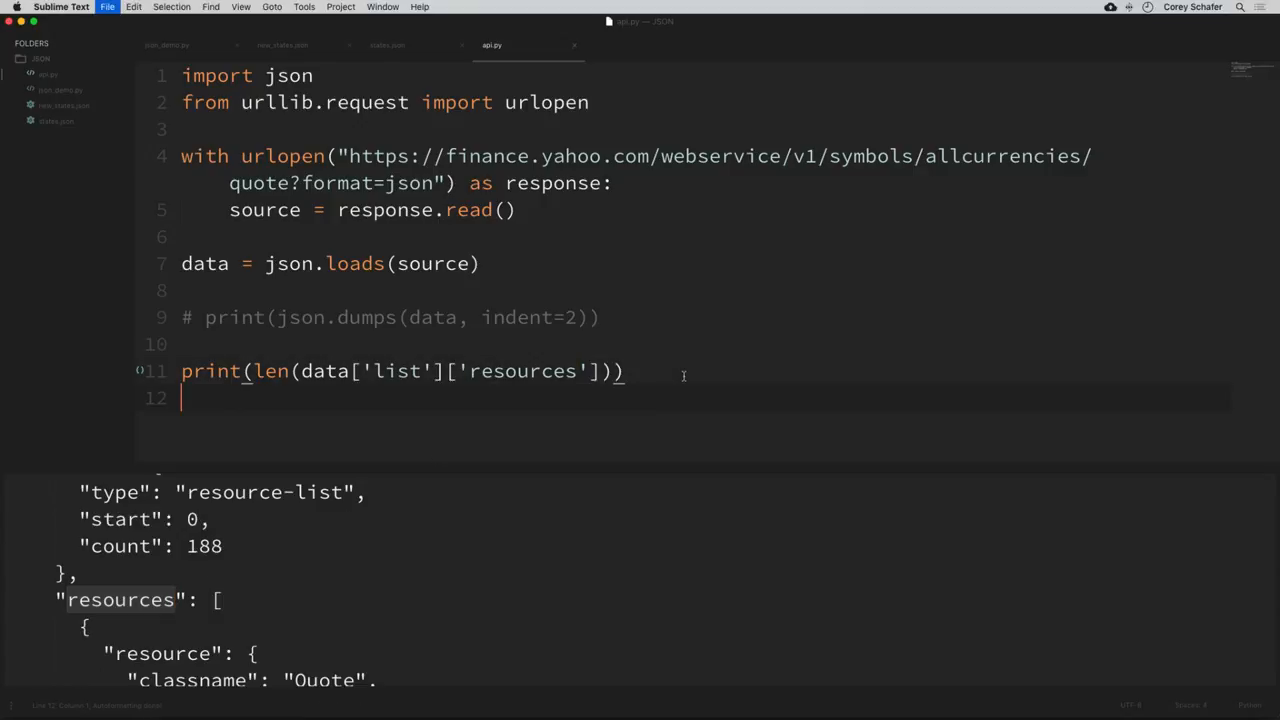 Sublime Text File Edit Selection Find View Goto Tools Project Window Help Corey Schafer
api.py — JSON
FOLDERS
JSON
api.py
json_demo.py
new_states.json
states.json
json_demo.py new_states.json states.json api.py
1 import json
2 from urllib.request import urlopen
3
4 with urlopen("https://finance.yahoo.com/webservice/v1/symbols/allcurrencies/
quote?format=json") as response:
5 source = response.read()
6
7 data = json.loads(source)
8
9 # print(json.dumps(data, indent=2))
10
11 print(len(data['list']['resources']))
12
"type": "resource-list",
"start": 0,
"count": 188
},
"resources": [
{
"resource": {
"classname": "Quote",
Line 12, Column 1; Autoformatting UTF-8 Spaces: Python